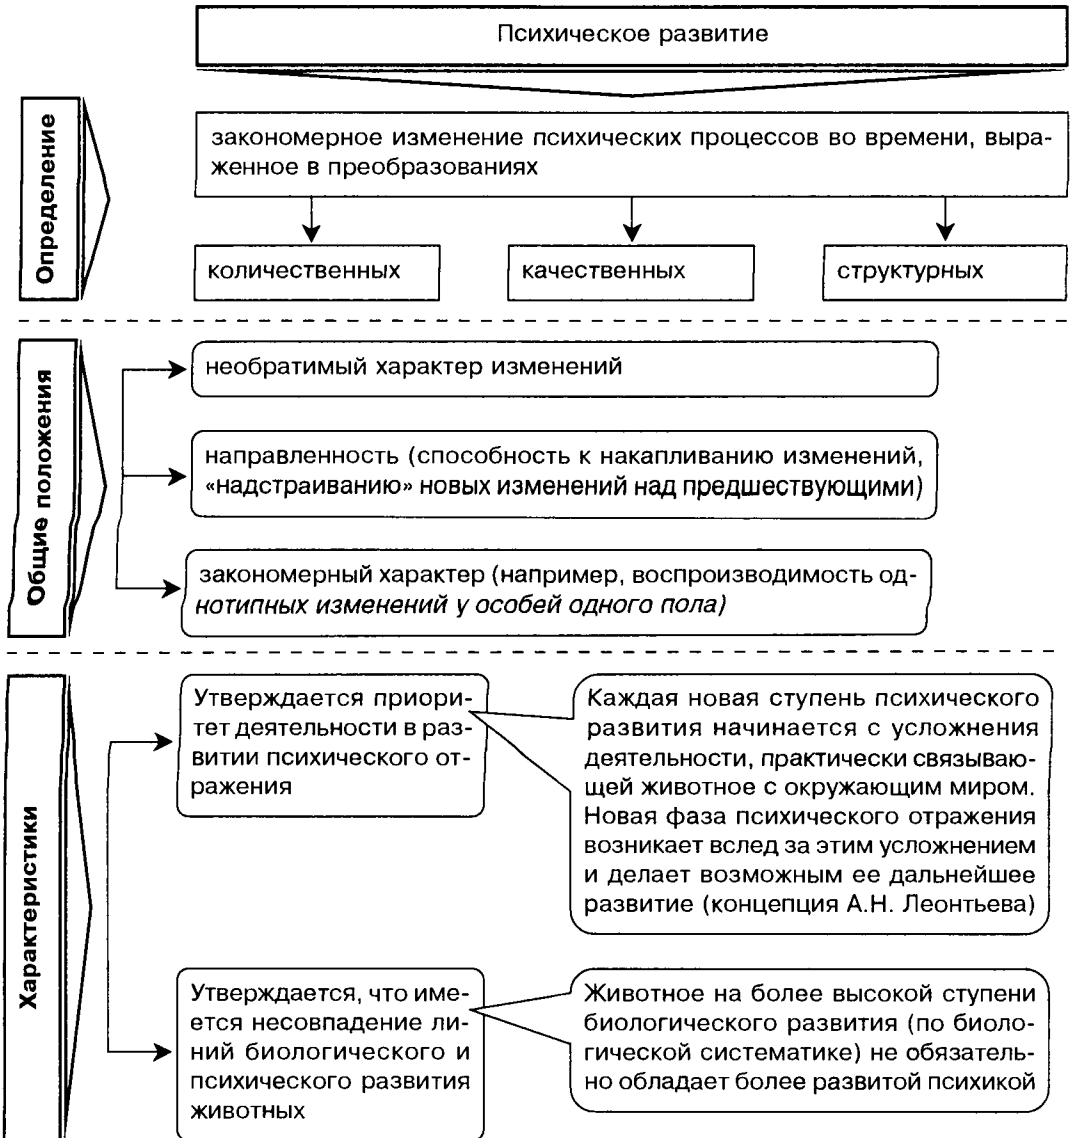 Психическое развитие
Определение
закономерное изменение психических процессов во времени, выра-
женное в преобразованиях
количественных
качественных
структурных
Общие положения
необратимый характер изменений
направленность (способность к накапливанию изменений,
«надстраиванию» новых изменений над предшествующими)
закономерный характер (например, воспроизводимость од-
нотипных изменений у особей одного пола)
Характеристики
Утверждается приори-
тет деятельности в раз-
витии психического от-
ражения
Каждая новая ступень психического
развития начинается с усложнения
деятельности, практически связываю-
щей животное с окружающим миром.
Новая фаза психического отражения
возникает вслед за этим усложнением
и делает возможным ее дальнейшее
развитие (концепция А.Н. Леонтьева)
Утверждается, что име-
ется несовпадение ли-
ний биологического и
психического развития
животных
Животное на более высокой ступени
биологического развития (по биоло-
гической систематике) не обязатель-
но обладает более развитой психикой